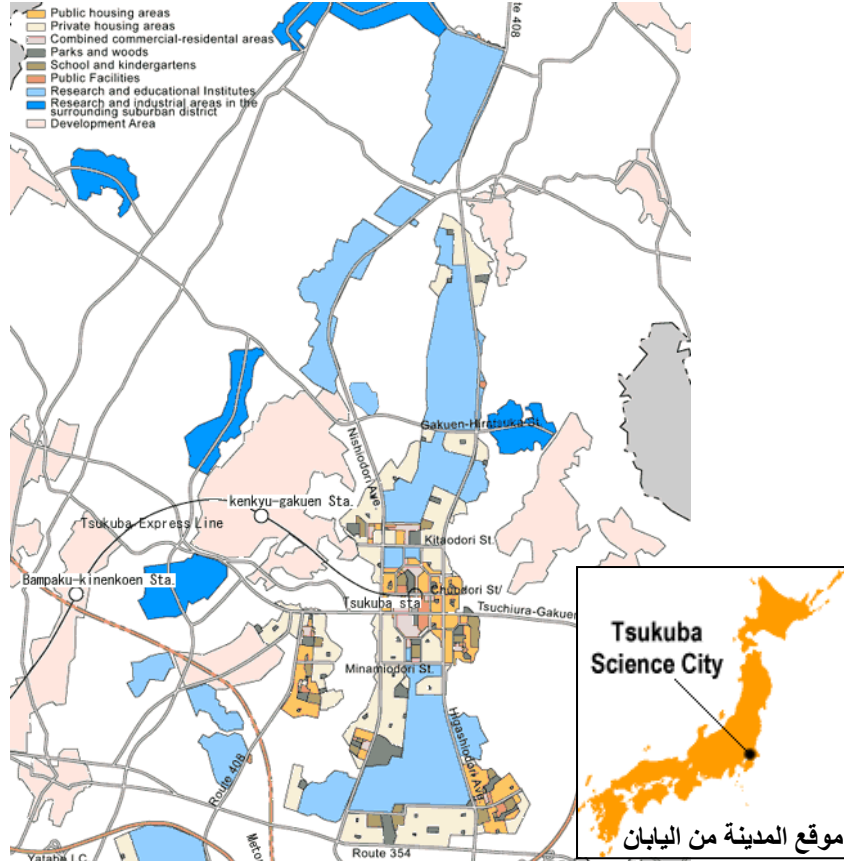 Public housing areas
Private housing areas
Combined commercial-residential areas
Parks and woods
School and kindergartens
Public Facilities
Research and educational Institutes
Research and industrial areas in the
surrounding suburban district
Development Area
Route 408
Gakuen-Hiratsuka St.
Nishiodori Ave.
kenkyu-gakuen Sta.
Tsukuba-Express Line
Kitaodori St.
Bampaku-kinenkoen Sta.
Chuodori St/
Tsukuba sta
Tsuchiura-Gakuen
Minamiodori St.
Higashiodori Ave.
Route 408
Route 354
Yatabe I.C.
Tsukuba
Science City
موقع المدينة من اليابان